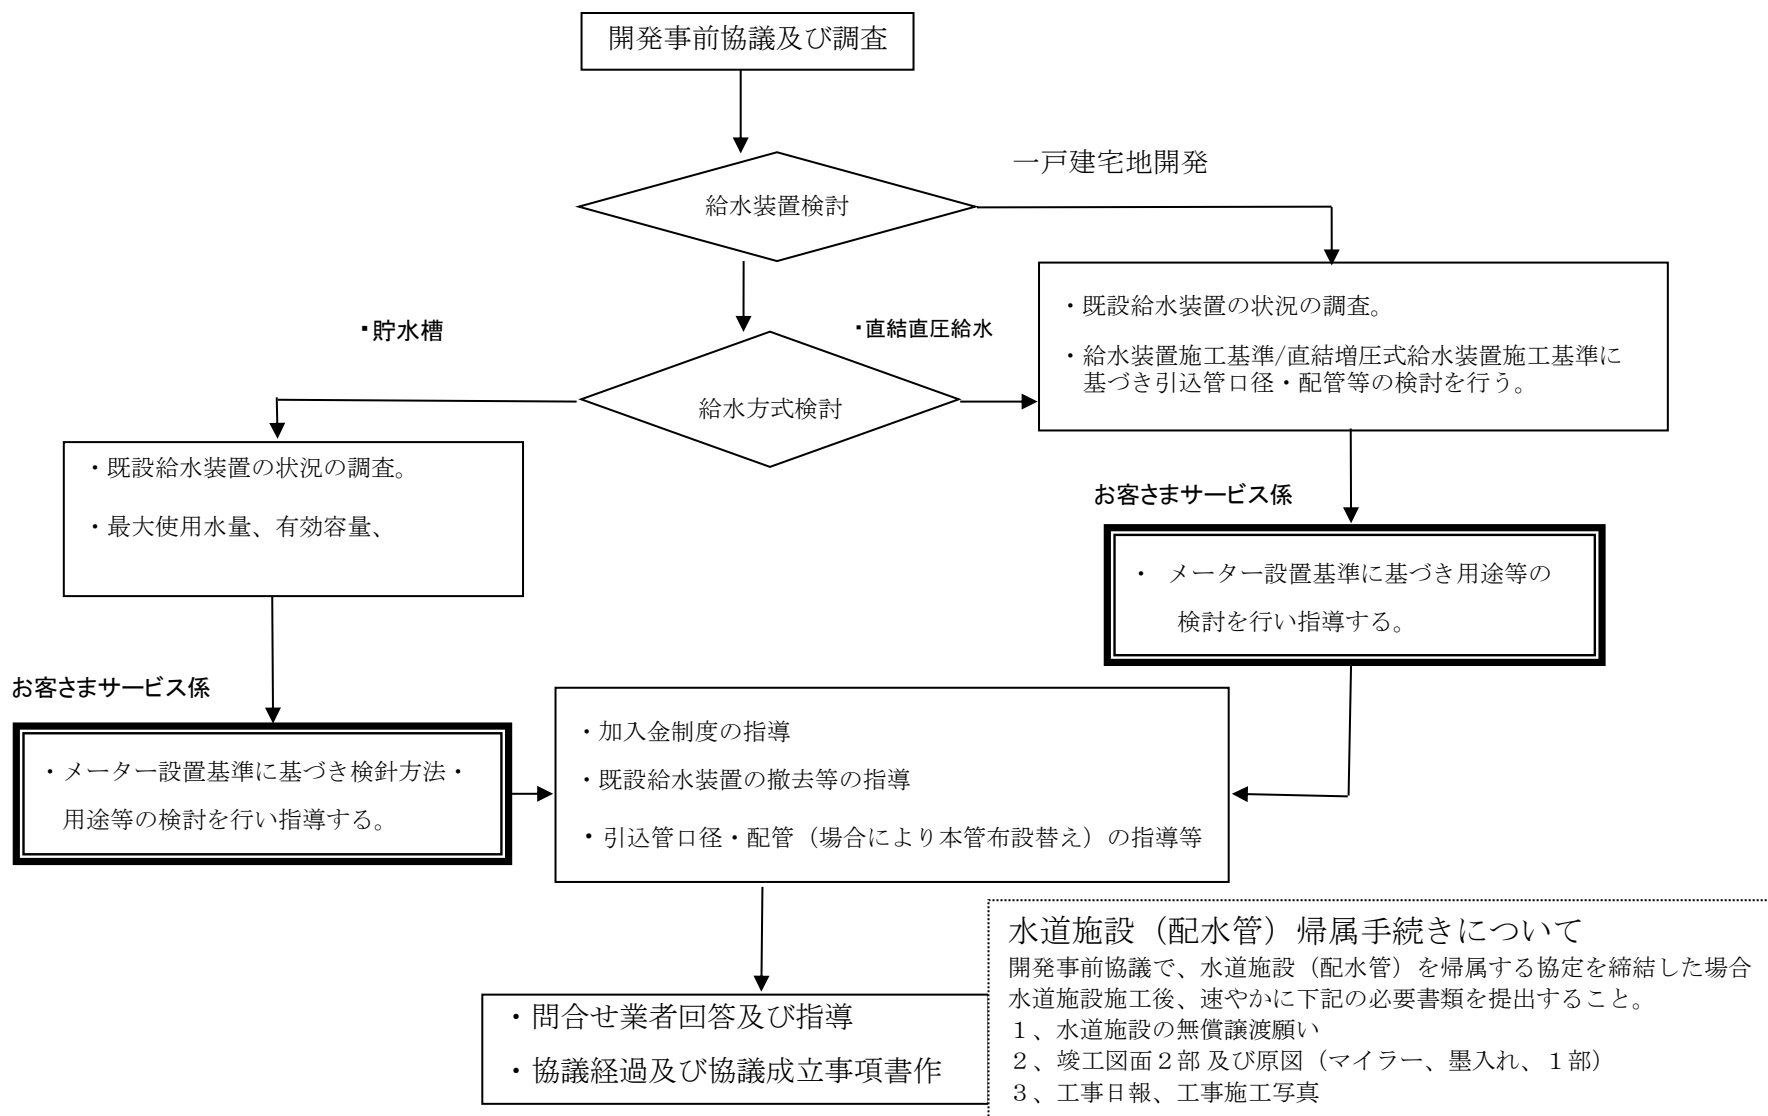 開発事前協議及び調査
一戸建宅地開発
給水装置検討
・既設給水装置の状況の調査。
・給水装置施工基準/直結増圧式給水装置施工基準に
基づき引込管口径・配管等の検討を行う。
・貯水槽
・直結直圧給水
給水方式検討
・既設給水装置の状況の調査。
・最大使用水量、有効容量、
お客さまサービス係
・ メーター設置基準に基づき用途等の
検討を行い指導する。
お客さまサービス係
・メーター設置基準に基づき検針方法・
用途等の検討を行い指導する。
・加入金制度の指導
・既設給水装置の撤去等の指導
・引込管口径・配管（場合により本管布設替え）の指導等
・問合せ業者回答及び指導
・協議経過及び協議成立事項書作
水道施設（配水管）帰属手続きについて
開発事前協議で、水道施設（配水管）を帰属する協定を締結した場合
水道施設施工後、速やかに下記の必要書類を提出すること。
１、水道施設の無償譲渡願い
２、竣工図面２部 及び原図（マイラー、墨入れ、１部）
３、工事日報、工事施工写真